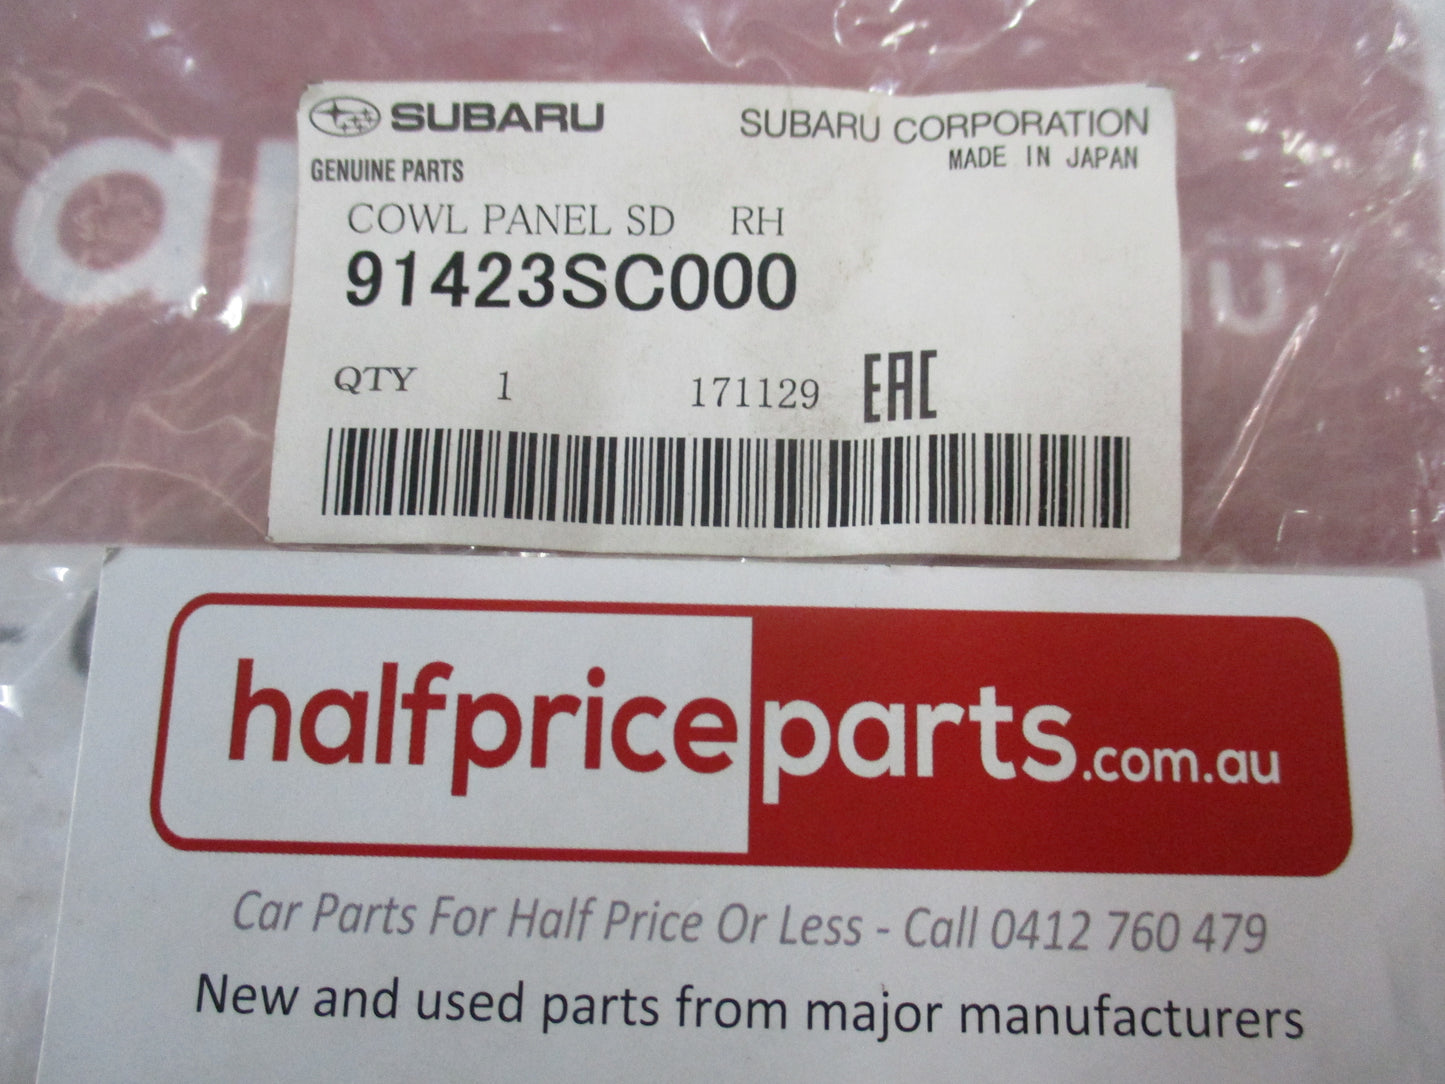 SUBARU
SUBARU CORPORATION
MADE IN JAPAN
GENUINE PARTS
COWL PANEL SD RH
91423SC000
QTY 1 171129 EAC
halfpriceparts.com.au
Car Parts For Half Price Or Less - Call 0412 760 479
New and used parts from major manufacturers